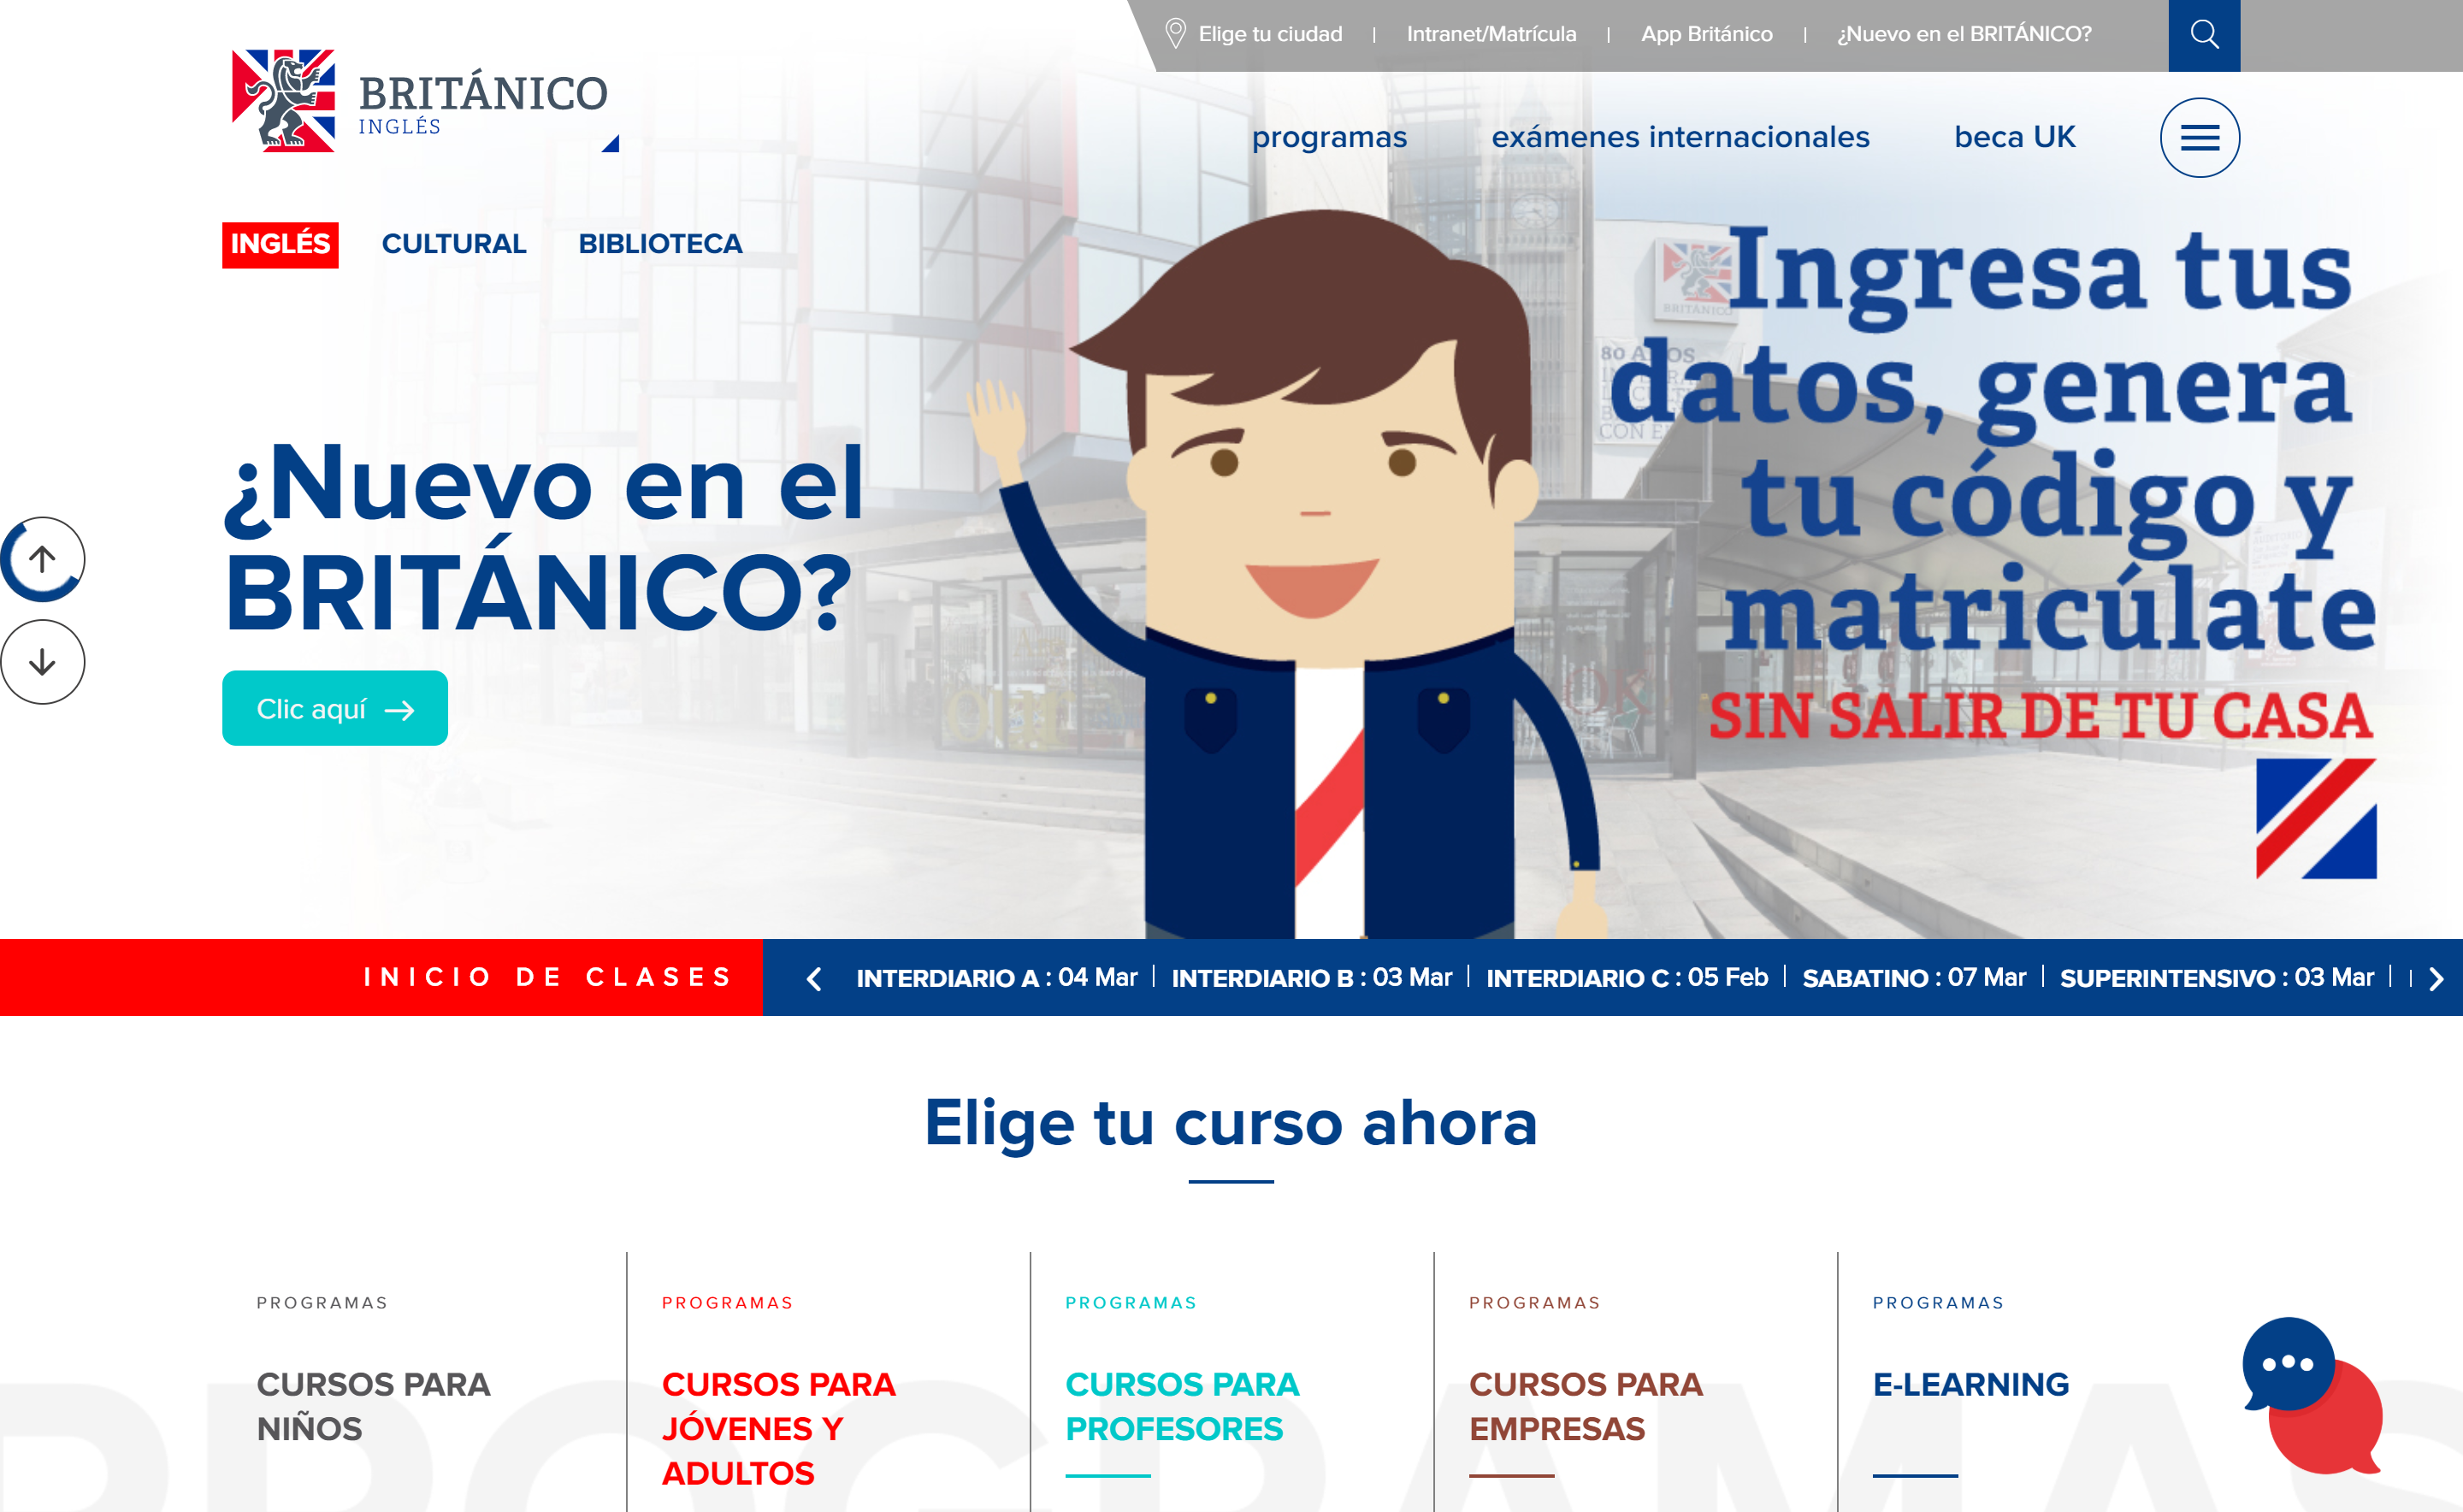 Elige tu ciudad | Intranet/Matrícula | App Británico | ¿Nuevo en el BRITÁNICO?
BRITÁNICO
INGLÉS
programas exámenes internacionales beca UK
INGLÉS CULTURAL BIBLIOTECA
¿Nuevo en el
BRITÁNICO?
Clic aquí
BRITÁNICO
80 AÑOS
Ingresa tus
datos, genera
tu código y
matricúlate
SIN SALIR DE TU CASA
INICIO DE CLASES
INTERDIARIO A : 04 Mar | INTERDIARIO B : 03 Mar | INTERDIARIO C : 05 Feb | SABATINO : 07 Mar | SUPERINTENSIVO : 03 Mar | |
Elige tu curso ahora
PROGRAMAS
CURSOS PARA
NIÑOS
PROGRAMAS
CURSOS PARA
JÓVENES Y
ADULTOS
PROGRAMAS
CURSOS PARA
PROFESORES
PROGRAMAS
CURSOS PARA
EMPRESAS
PROGRAMAS
E-LEARNING
PROGRAMAS